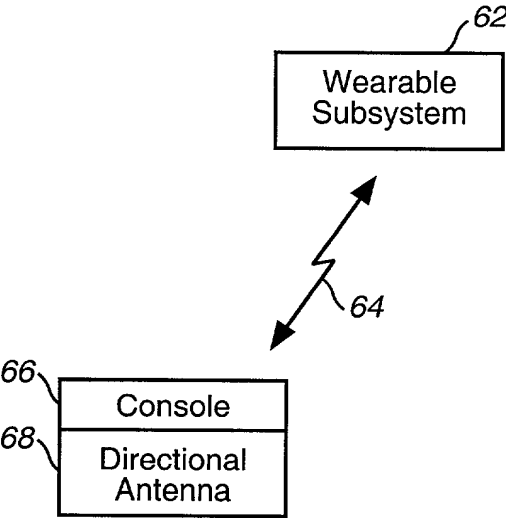 62
Wearable
Subsystem
64
66
Console
68
Directional
Antenna